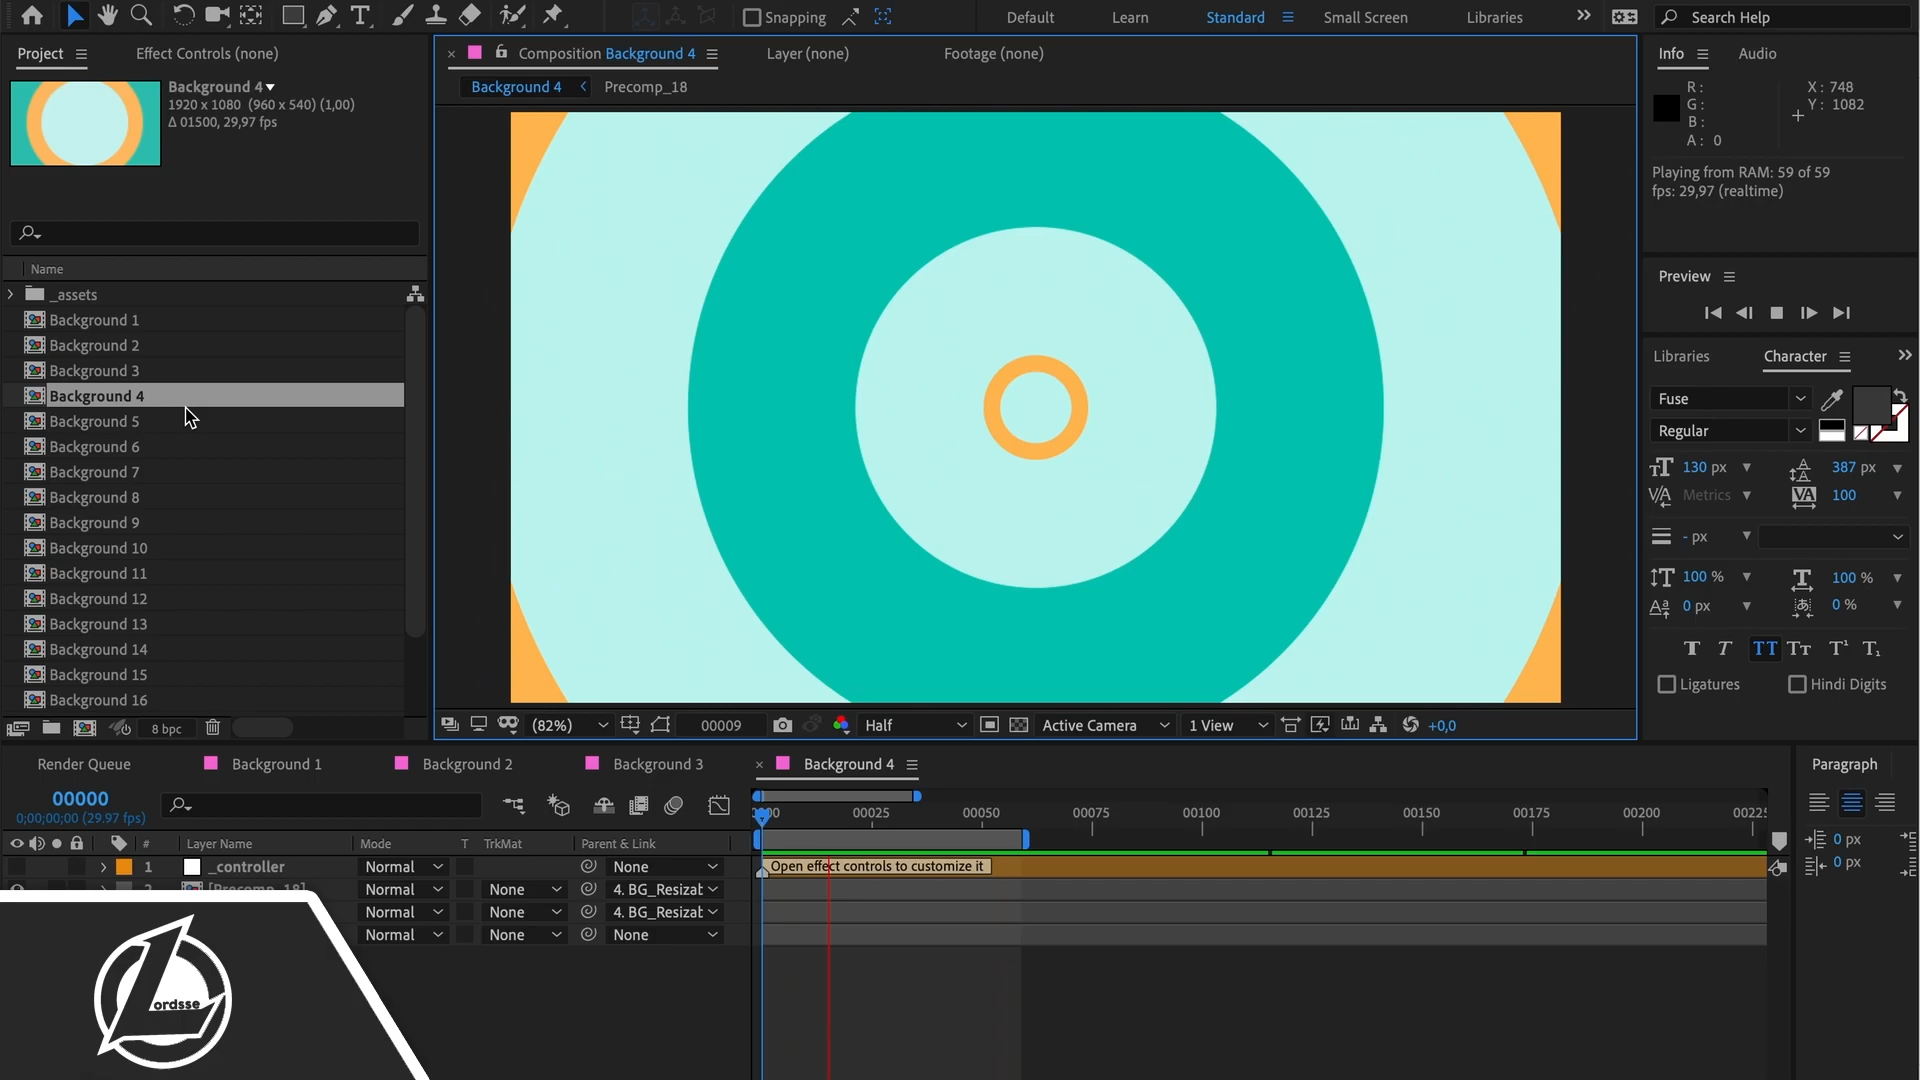 Snapping
Default
Learn
Standard
Small Screen
Libraries
Search Help
Project
Effect Controls (none)
Composition Background 4
Layer (none)
Footage (none)
Info
Audio
Background 4
1920 x 1080 (960 x 540) (1,00)
Δ 01500, 29,97 fps
Background 4
Precomp_18
R :
G :
B :
A : 0
X : 748
Y : 1082
Playing from RAM: 59 of 59
fps: 29,97 (realtime)
Name
_assets
Background 1
Background 2
Background 3
Background 4
Background 5
Background 6
Background 7
Background 8
Background 9
Background 10
Background 11
Background 12
Background 13
Background 14
Background 15
Background 16
8 bpc
Preview
Libraries
Character
Fuse
Regular
130 px
387 px
Metrics
100
- px
100 %
100 %
0 px
0 %
Ligatures
Hindi Digits
(82%)
00009
Half
Active Camera
1 View
+0,0
Render Queue
Background 1
Background 2
Background 3
Background 4
Paragraph
00000
0;00;00;00 (29.97 fps)
00025
00050
00075
00100
00125
00150
00175
00200
0 px
0 px
#
Layer Name
Mode
T
TrkMat
Parent & Link
1
_controller
Normal
None
Open effect controls to customize it
2
[Precomp_18]
Normal
None
4. BG_Resizat
Normal
None
4. BG_Resizat
Normal
None
None
Lordsse